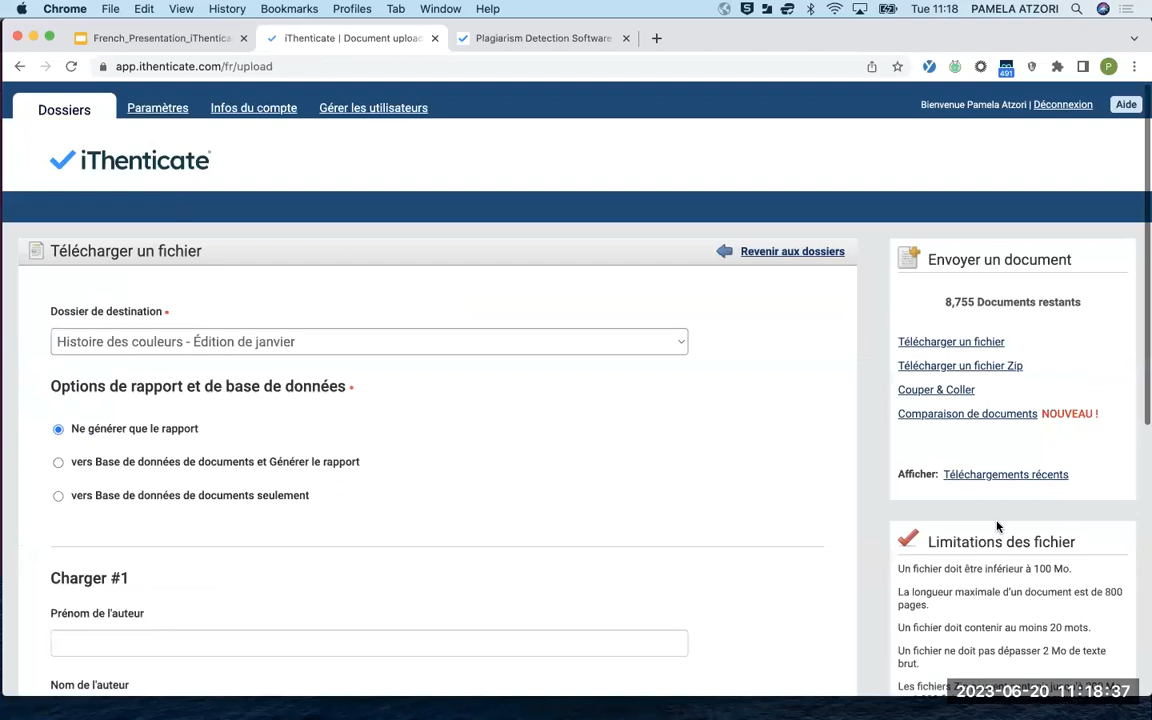 Chrome File Edit View History Bookmarks Profiles Tab Window Help Tue 11:18 PAMELA ATZORI
French_Presentation_iThentica iThenticate | Document upload Plagiarism Detection Software
app.ithenticate.com/fr/upload 491 P
Dossiers Paramètres Infos du compte Gérer les utilisateurs Bienvenue Pamela Atzori | Déconnexion Aide
iThenticate
Télécharger un fichier Revenir aux dossiers
Dossier de destination
Histoire des couleurs - Édition de janvier
Options de rapport et de base de données
Ne générer que le rapport
vers Base de données de documents et Générer le rapport
vers Base de données de documents seulement
Charger #1
Prénom de l'auteur
Nom de l'auteur
Envoyer un document
8,755 Documents restants
Télécharger un fichier
Télécharger un fichier Zip
Couper & Coller
Comparaison de documents NOUVEAU !
Afficher: Téléchargements récents
Limitations des fichier
Un fichier doit être inférieur à 100 Mo.
La longueur maximale d'un document est de 800
pages.
Un fichier doit contenir au moins 20 mots.
Un fichier ne doit pas dépasser 2 Mo de texte
brut.
Les fichiers
2023-06-20 11:18:37